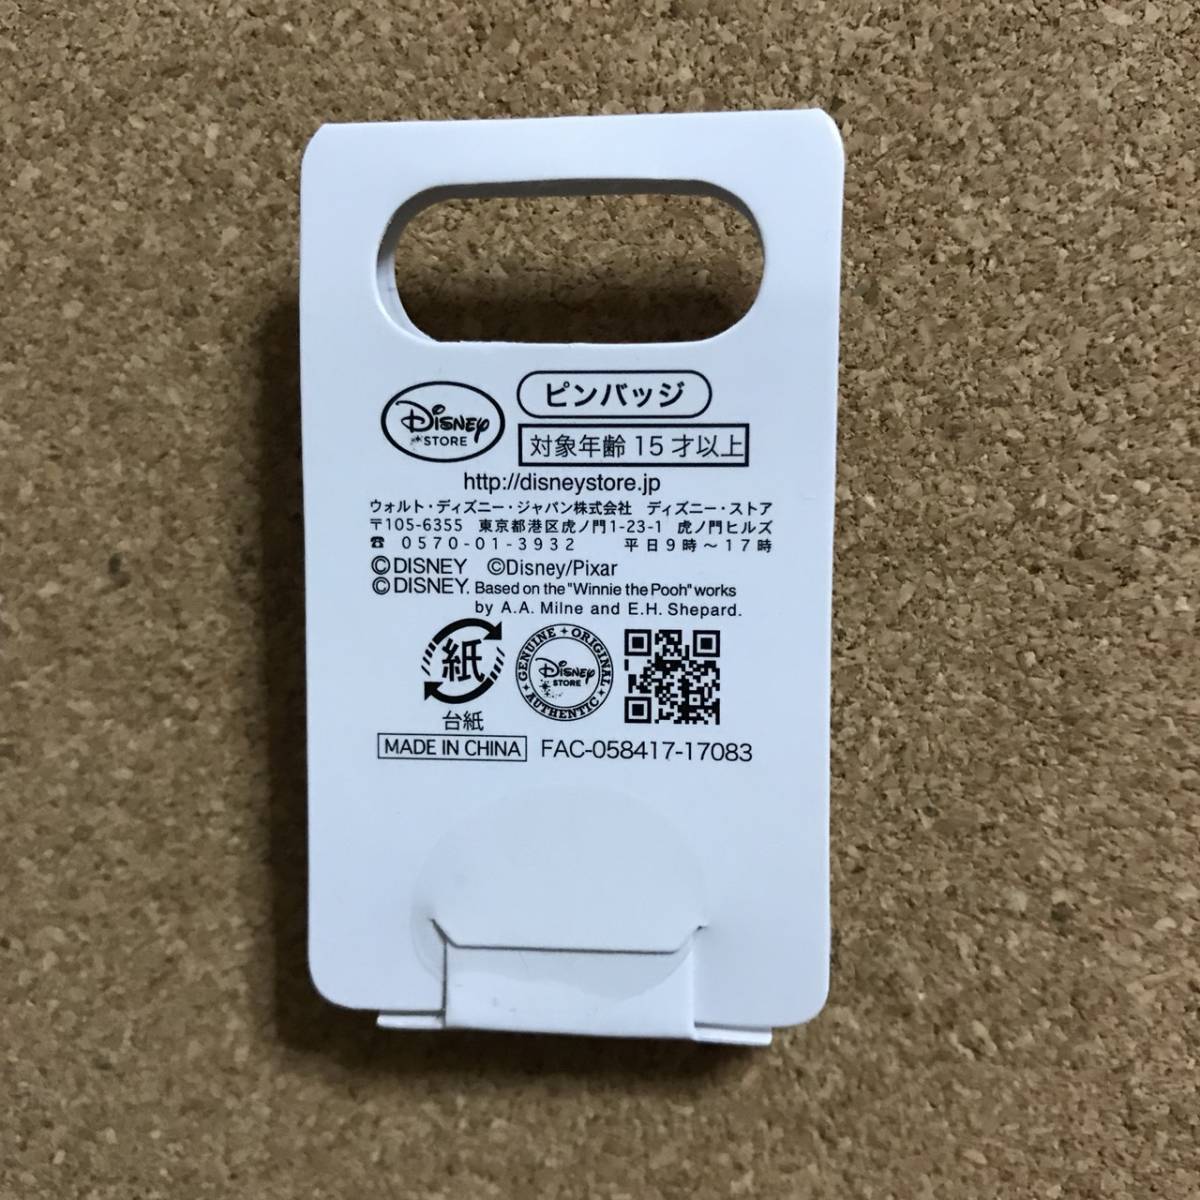 Disney
STORE
ピンバッジ
対象年齢 15 才以上
http://disneystore.jp
ウォルト・ディズニー・ジャパン株式会社 ディズニー・ストア
〒105-6355 東京都港区虎ノ門1-23-1 虎ノ門ヒルズ
☎ 0570-01-3932 平日9時～17時
©DISNEY ©Disney/Pixar
©DISNEY. Based on the "Winnie the Pooh" works
by A.A. Milne and E.H. Shepard.
紙
台紙
GENUINE ORIGINAL AUTHENTIC
Disney
STORE
MADE IN CHINA FAC-058417-17083